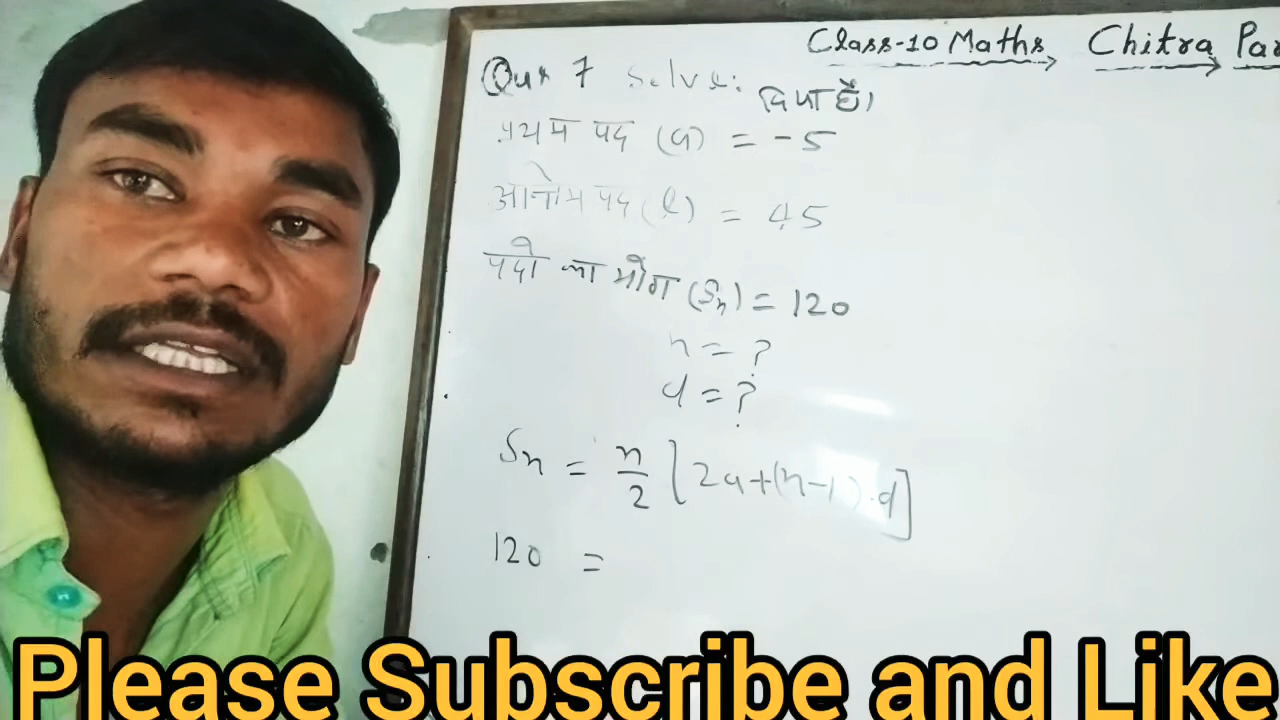 Class-10 Maths Chitra Par
Qus 7 Solve: दिया है।
प्रथम पद (a) = -5
अन्तिम पद (l) = 45
पदों का योग (Sn) = 120
n = ?
d = ?
Sn = n/2 [2a+(n-1).d]
120 =
Please Subscribe and Like